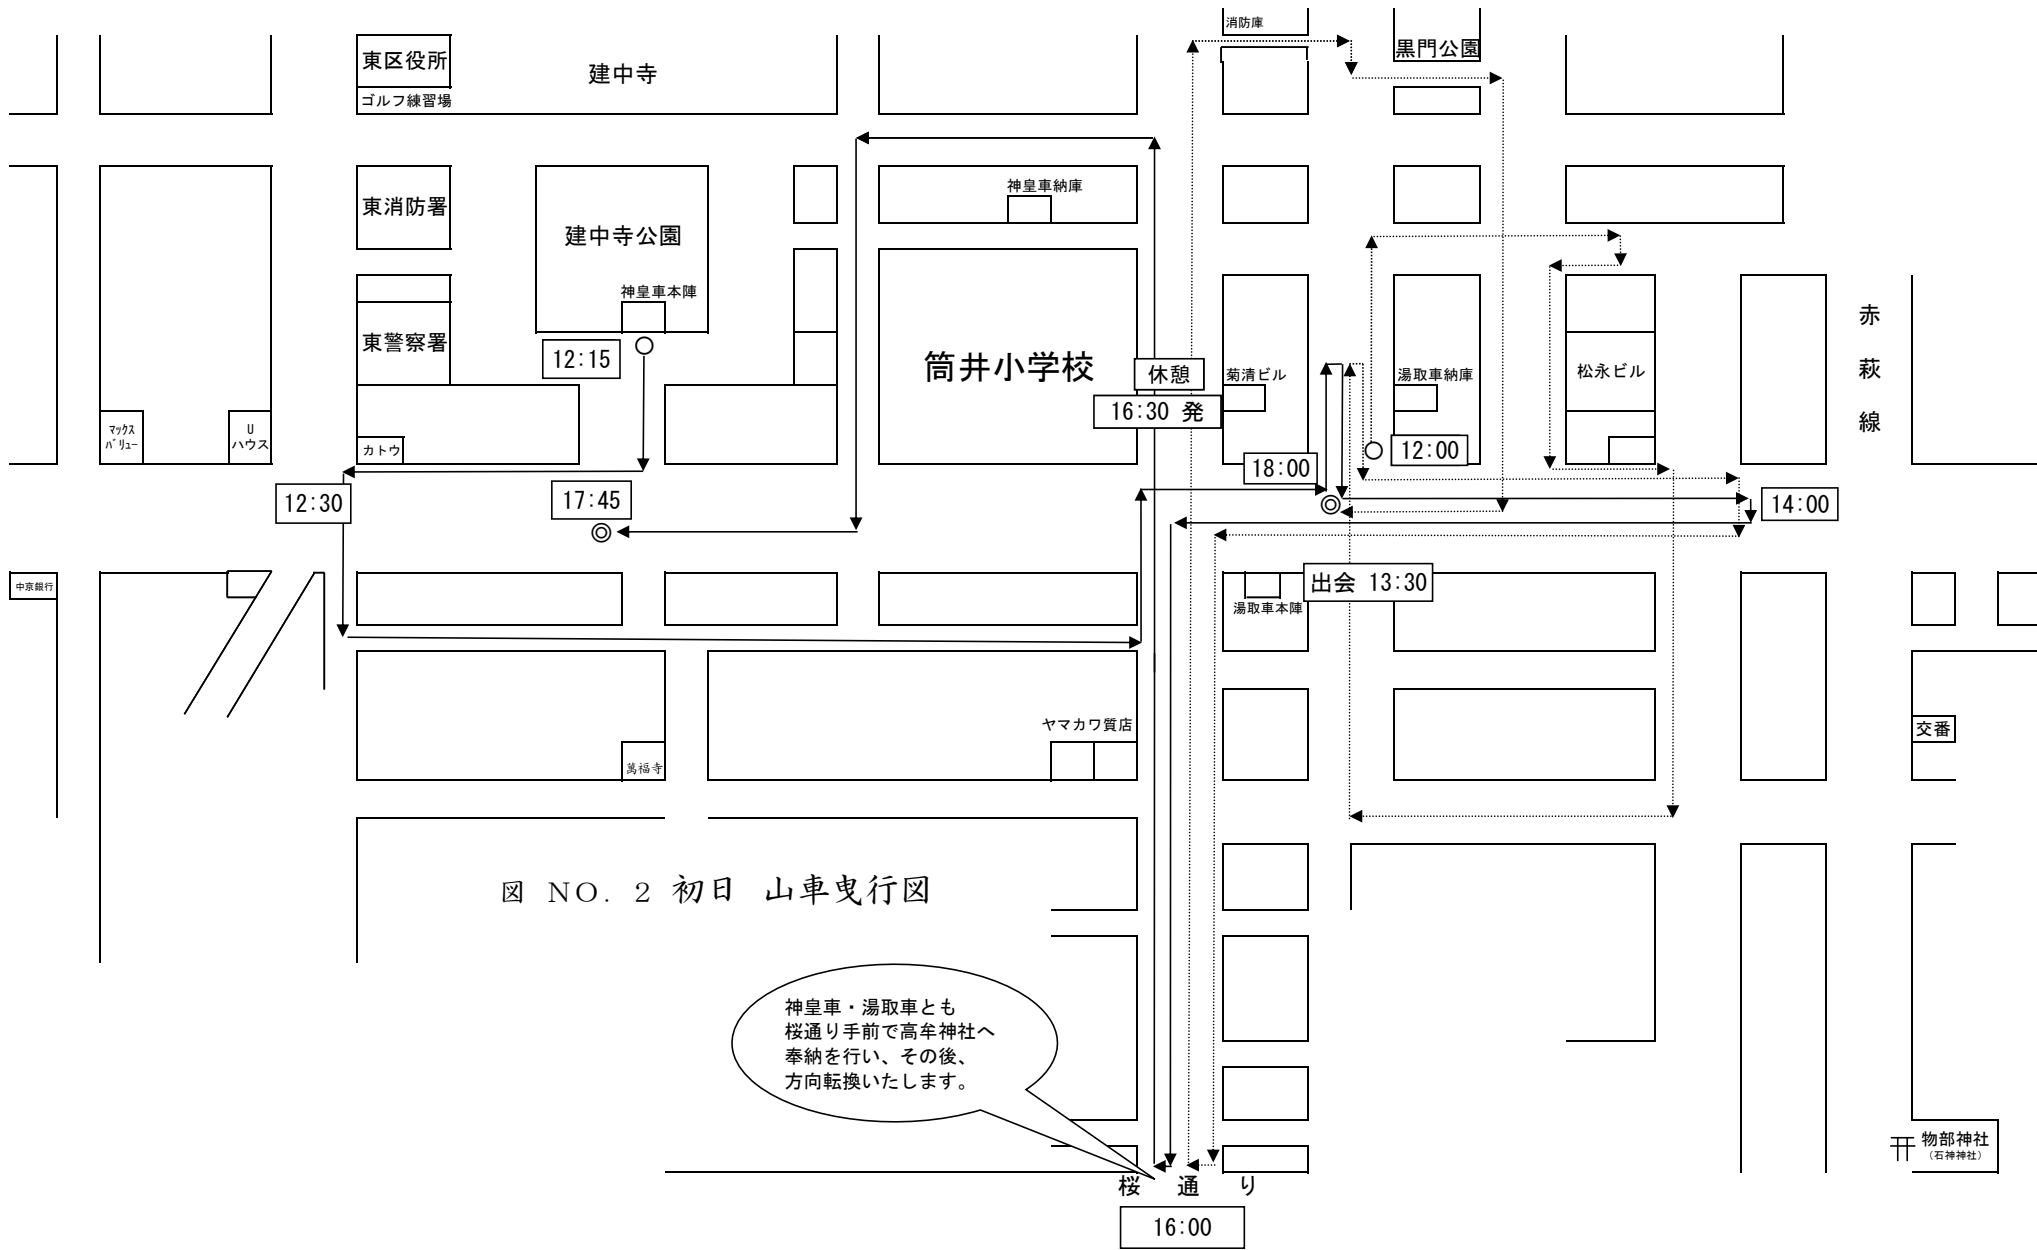 消防庫
黒門公園
東区役所
建中寺
ゴルフ練習場
神皇車納庫
東消防署
建中寺公園
神皇車本陣
赤萩線
東警察署
12:15
筒井小学校
休憩
菊清ビル
湯取車納庫
松永ビル
16:30 発
マックス
バリュー
U
ハウス
カトウ
12:00
18:00
12:30
17:45
14:00
中京銀行
出会 13:30
湯取車本陣
ヤマカワ質店
交番
萬福寺
図 NO. 2 初日 山車曳行図
神皇車・湯取車とも
桜通り手前で高牟神社へ
奉納を行い、その後、
方向転換いたします。
物部神社
(石神神社)
桜 通 り
16:00